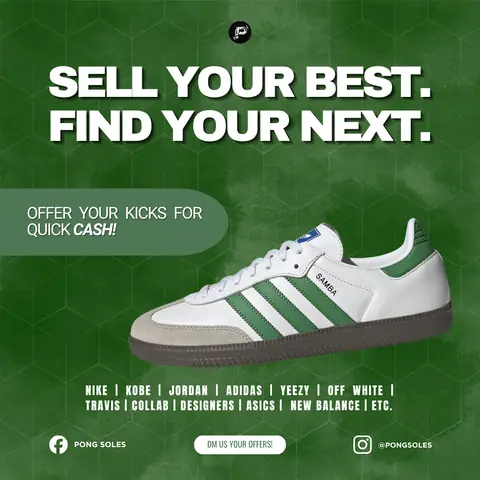 SELL YOUR BEST.
FIND YOUR NEXT.
OFFER YOUR KICKS FOR
QUICK CASH!
SAMBA
NIKE | KOBE | JORDAN | ADIDAS | YEEZY | OFF WHITE |
TRAVIS | COLLAB | DESIGNERS | ASICS | NEW BALANCE | ETC.
PONG SOLES
DM US YOUR OFFERS!
@PONGSOLES